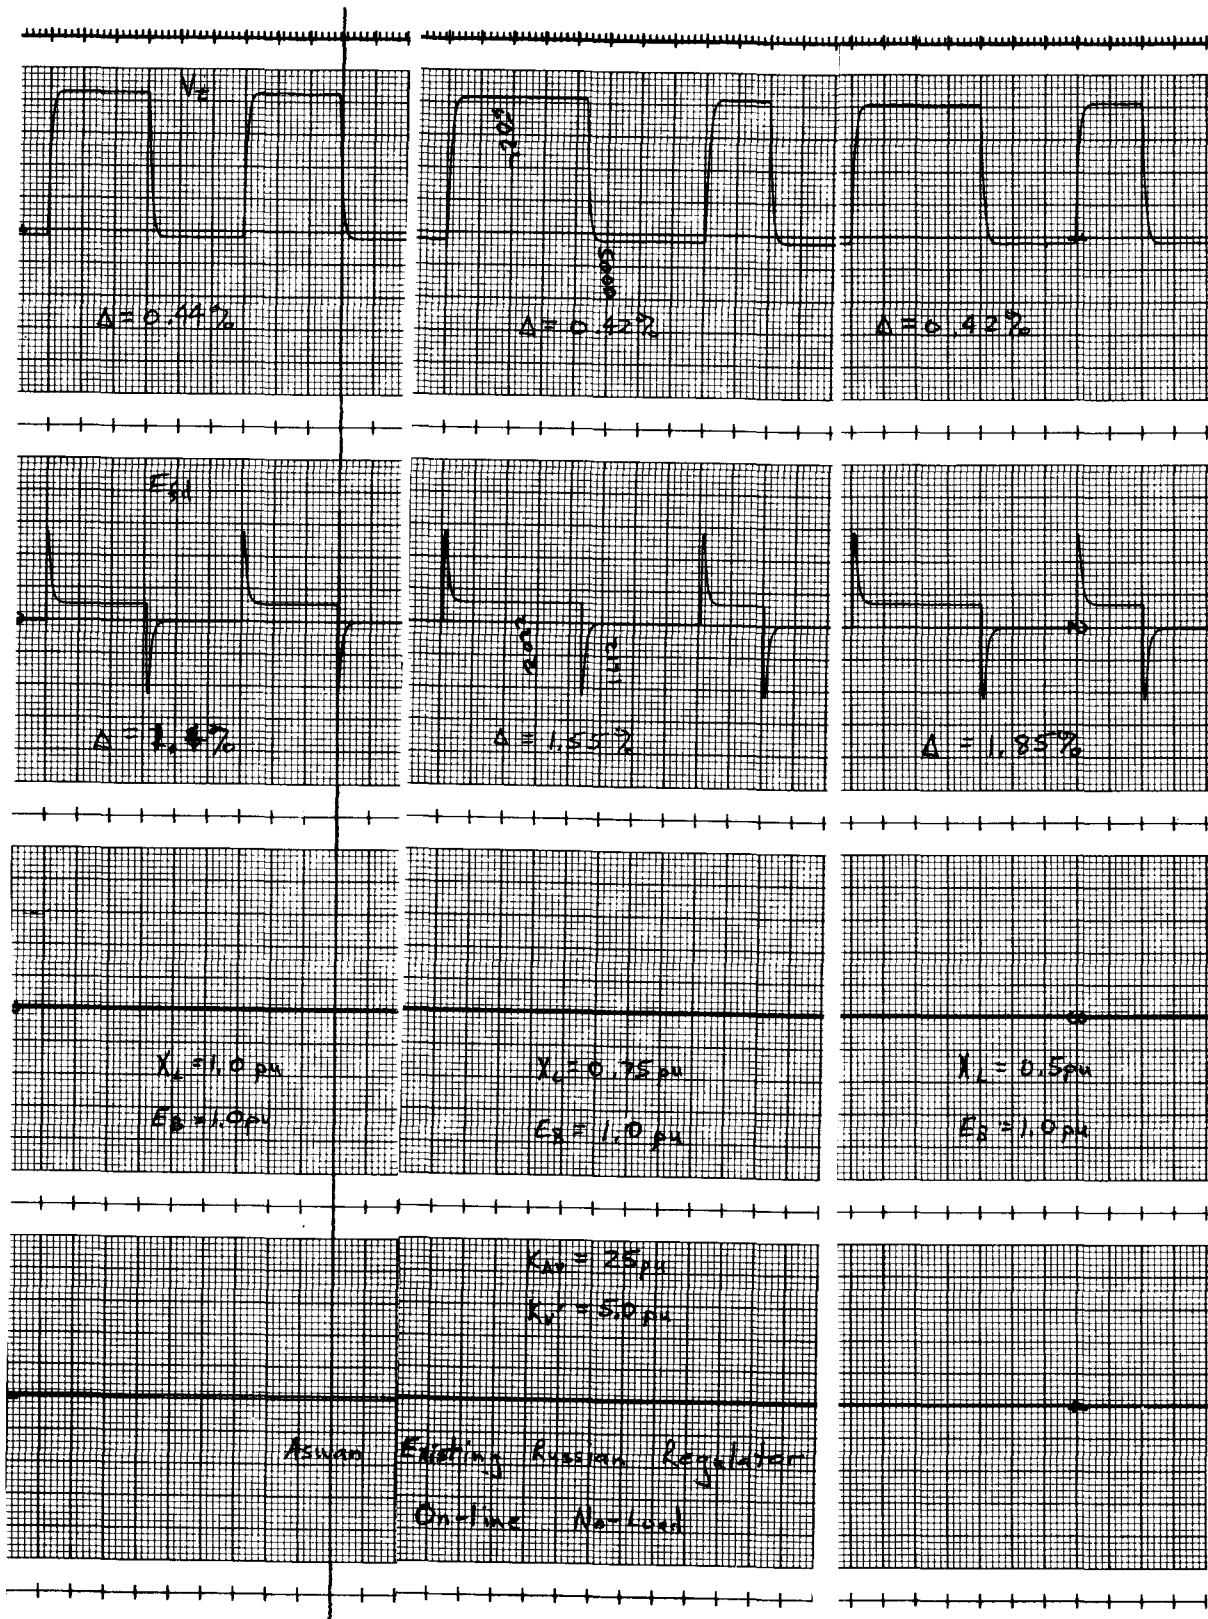 Vt
Δ = 0.44%
Δ = 0.42%
Δ = 0.42%
Efd
Δ = 1.55%
Δ = 1.85%
XL = 1.0 pu
EB = 1.0 pu
XL = 0.75 pu
EB = 1.0 pu
XL = 0.5 pu
EB = 1.0 pu
KΔv = 25 pu
Kv' = 5.0 pu
Aswan Existing Russian Regulator
On-line No-Load